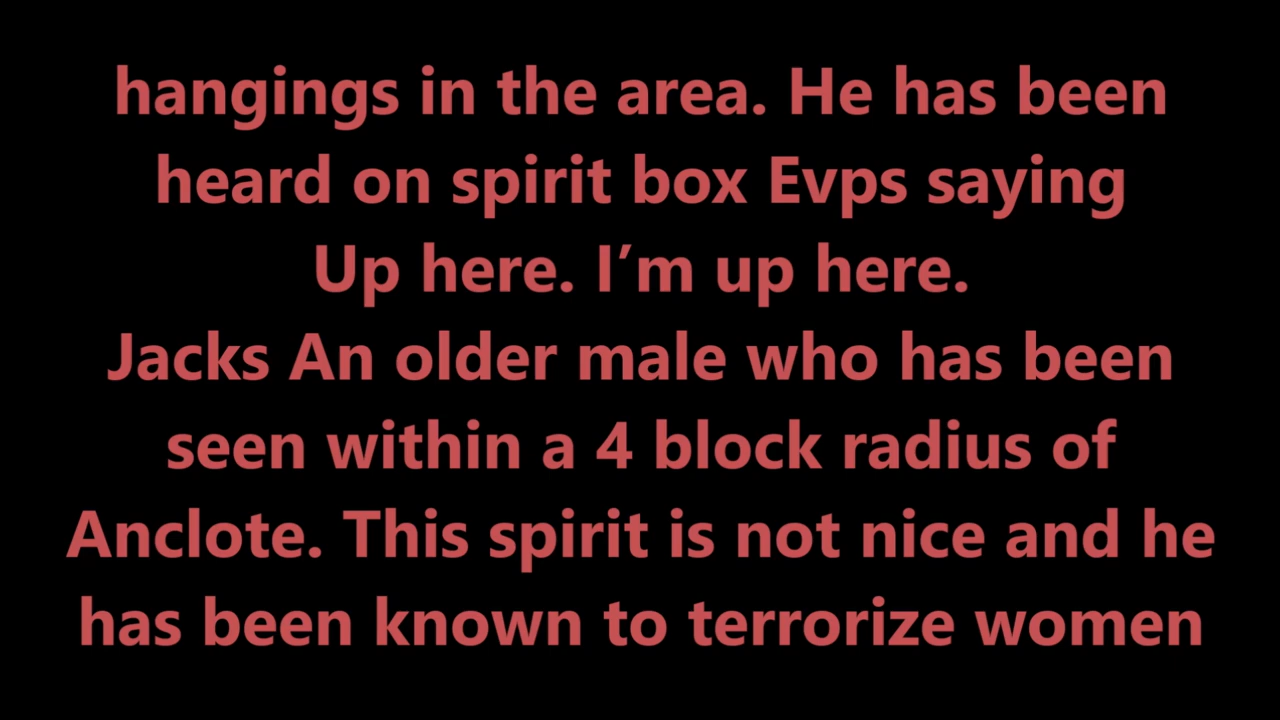 hangings in the area. He has been
heard on spirit box Evps saying
Up here. I’m up here.
Jacks An older male who has been
seen within a 4 block radius of
Anclote. This spirit is not nice and he
has been known to terrorize women